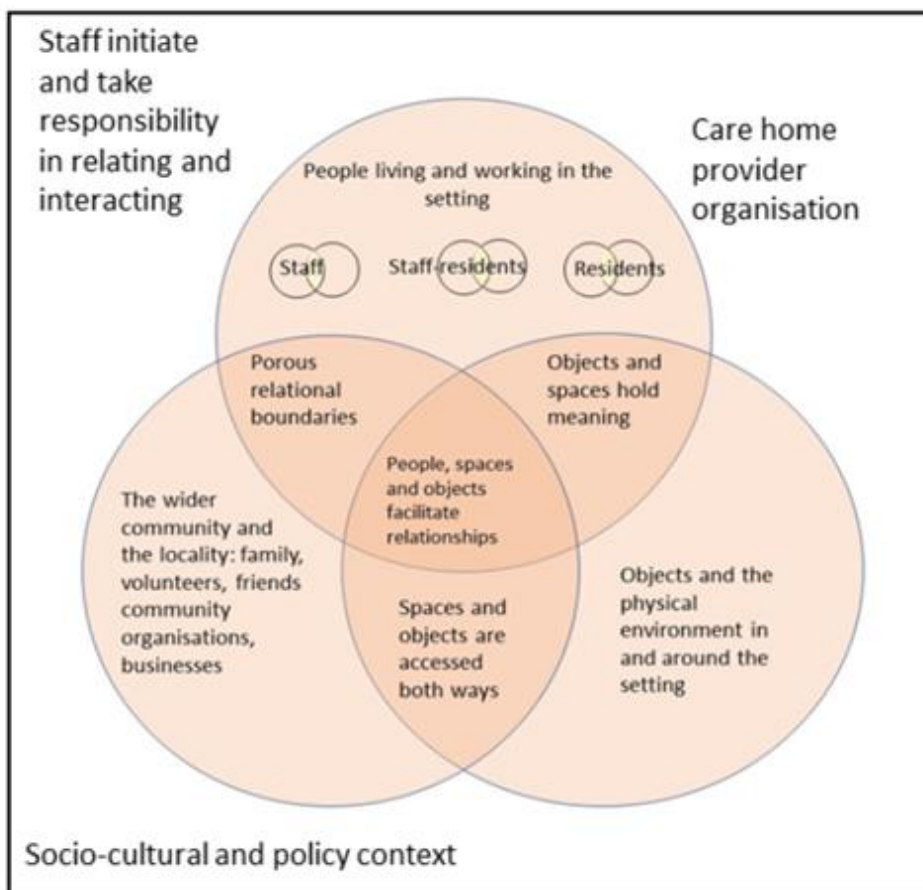 Staff initiate
and take
responsibility
in relating and
interacting
Care home
provider
organisation
People living and working in the
setting
Staff
Staff-residents
Residents
Porous
relational
boundaries
Objects and
spaces hold
meaning
People, spaces
and objects
facilitate
relationships
The wider
community and
the locality: family,
volunteers, friends
community
organisations,
businesses
Objects and the
physical
environment in
and around the
setting
Spaces and
objects are
accessed
both ways
Socio-cultural and policy context